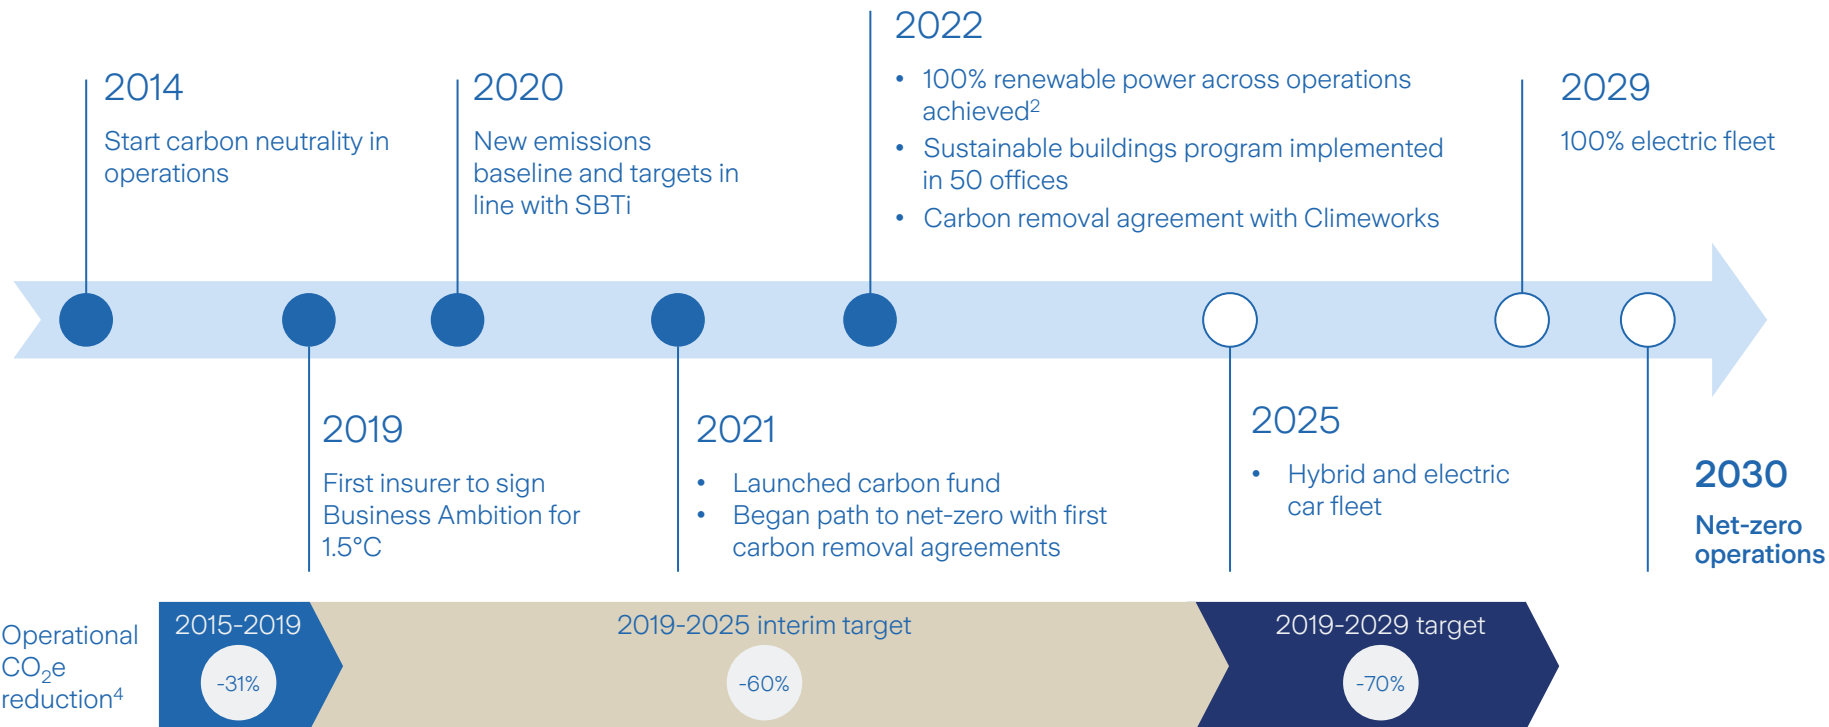 2014
Start carbon neutrality in
operations
2020
New emissions
baseline and targets in
line with SBTi
2022
• 100% renewable power across operations
achieved²
• Sustainable buildings program implemented
in 50 offices
• Carbon removal agreement with Climeworks
2029
100% electric fleet
2019
First insurer to sign
Business Ambition for
1.5°C
2021
• Launched carbon fund
• Began path to net-zero with first
carbon removal agreements
2025
• Hybrid and electric
car fleet
2030
Net-zero
operations
Operational
CO₂e
reduction⁴
2015-2019
-31%
2019-2025 interim target
-60%
2019-2029 target
-70%